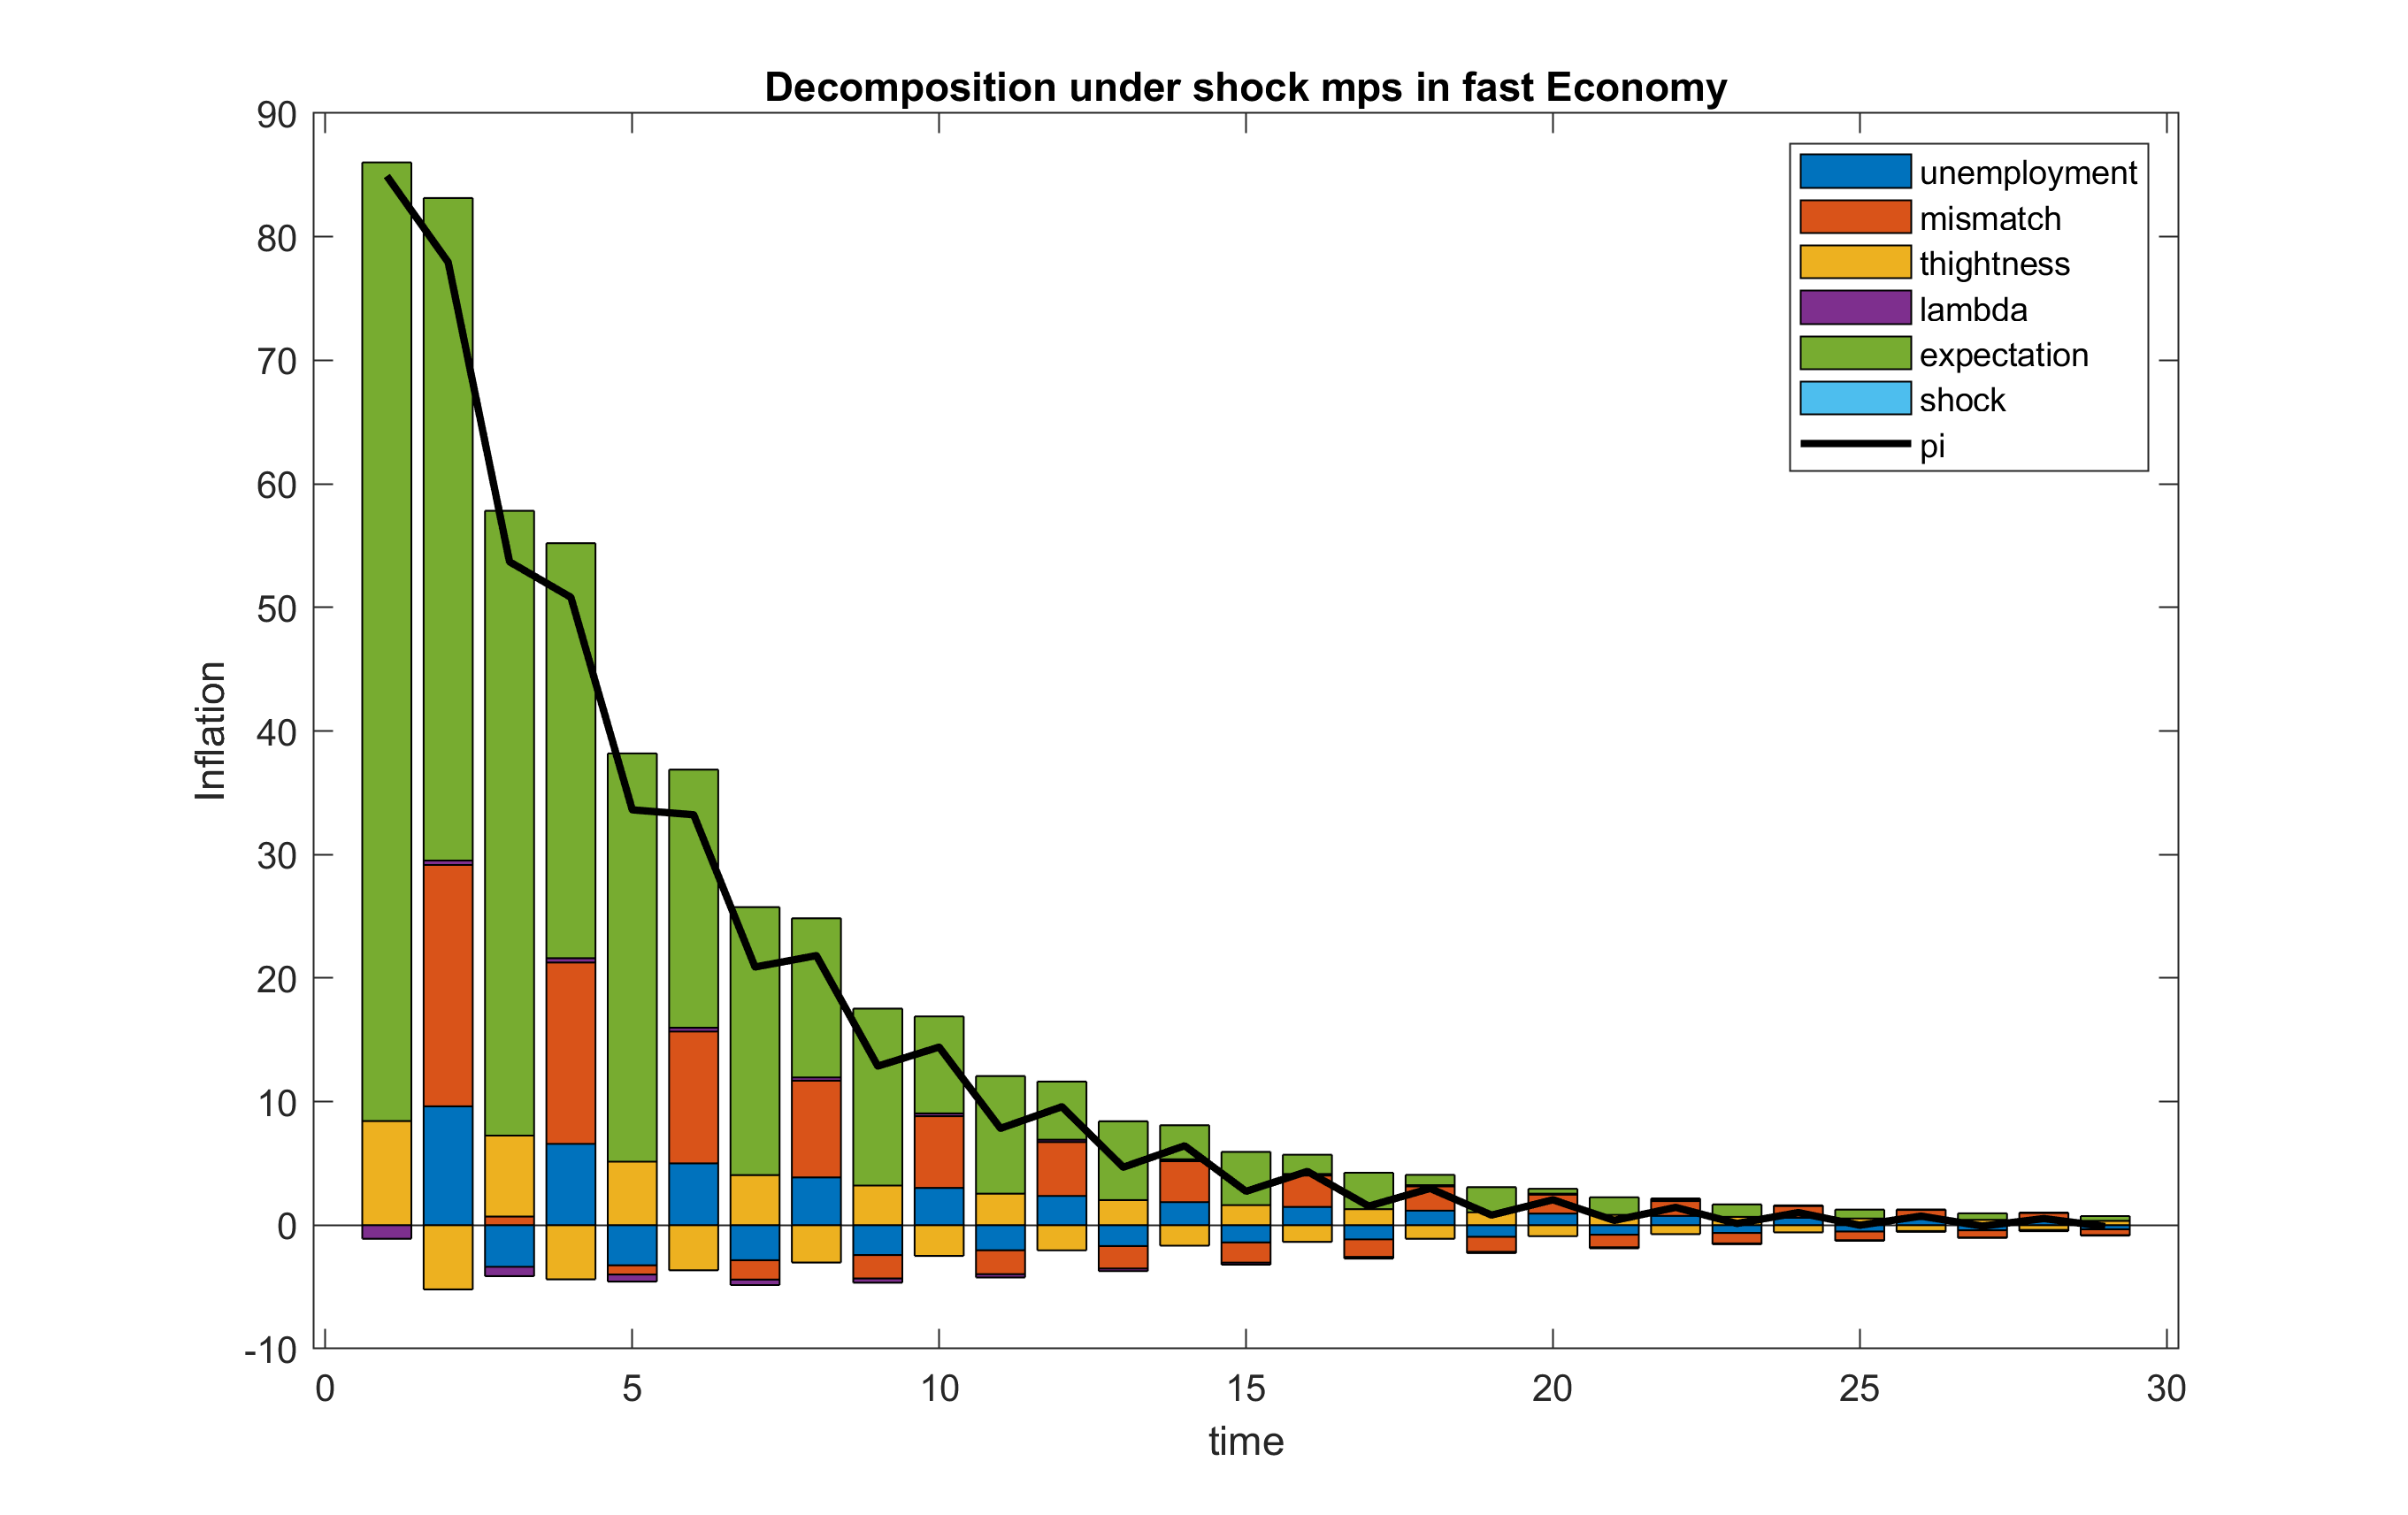 Decomposition under shock mps in fast Economy
90
80
70
60
50
40
30
20
10
0
-10
Inflation
unemployment
mismatch
thightness
lambda
expectation
shock
pi
0 5 10 15 20 25 30
time